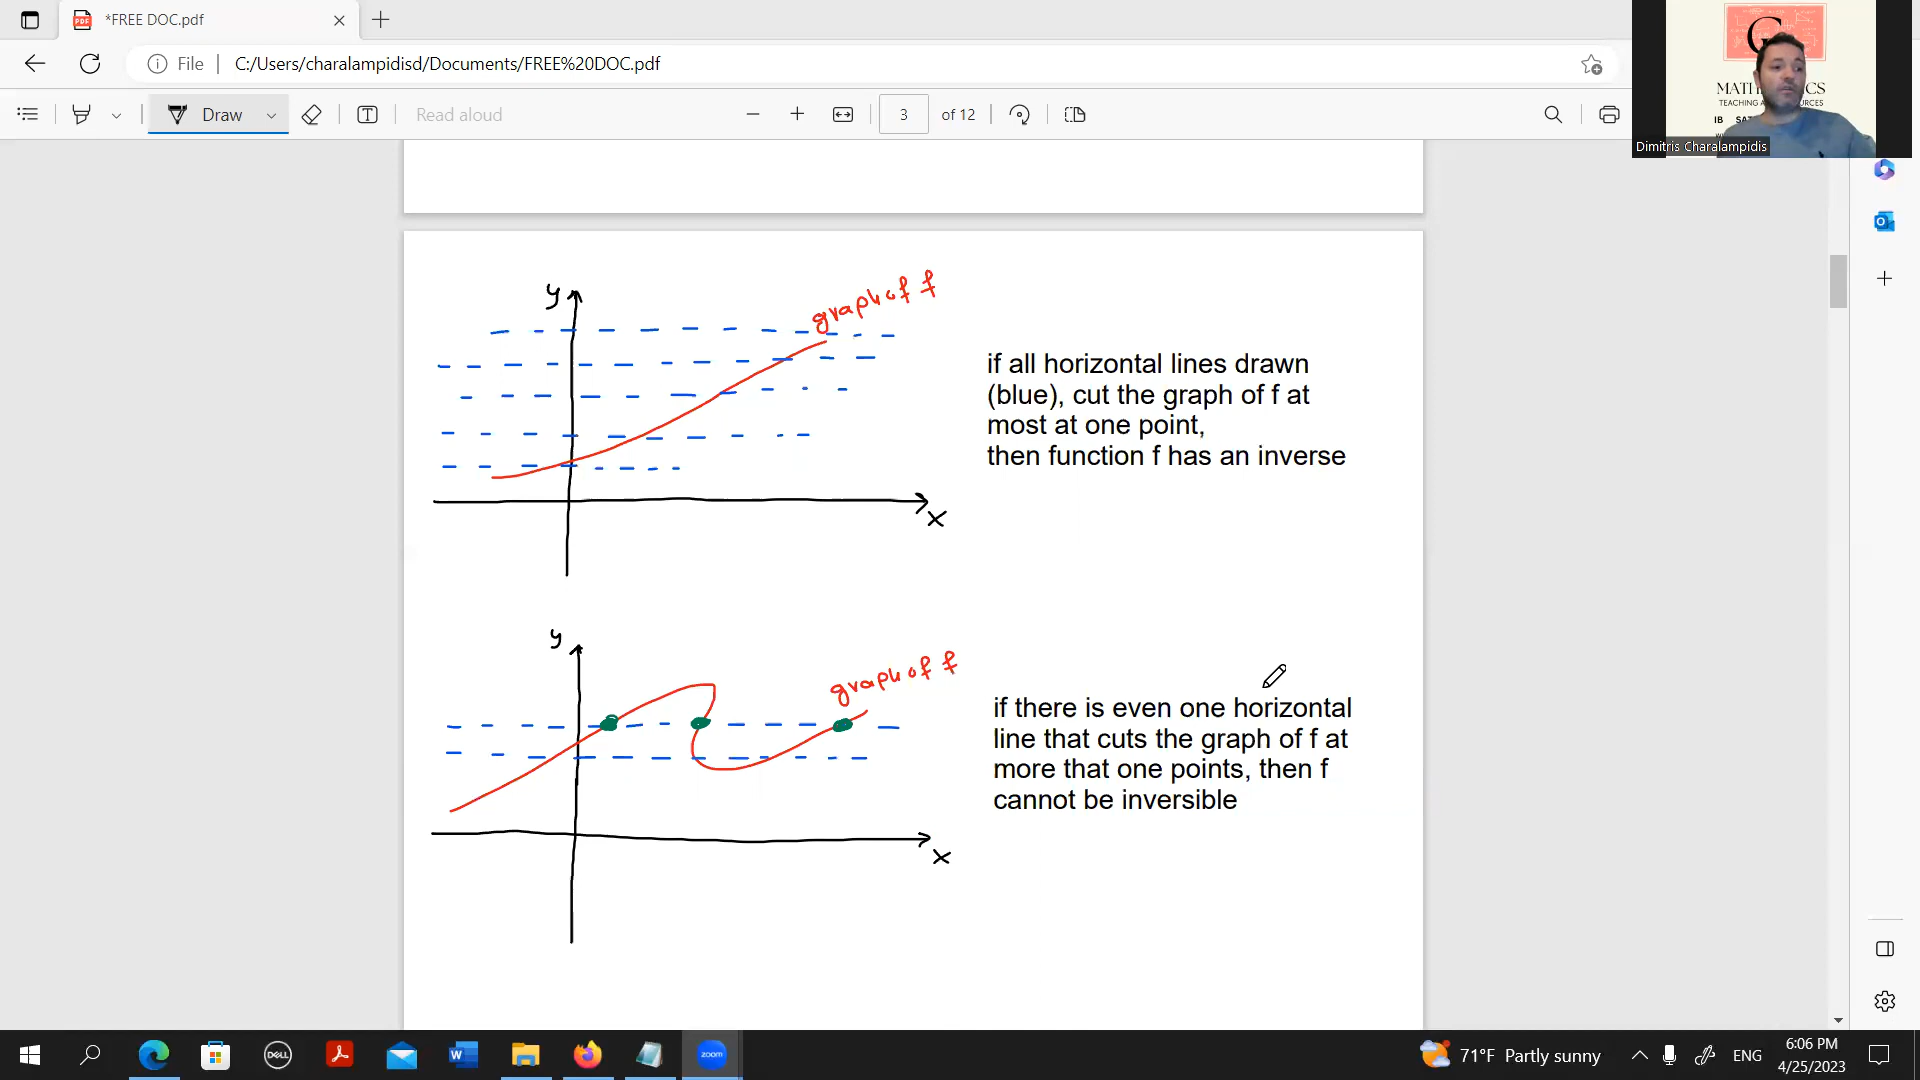 *FREE DOC.pdf
File
C:/Users/charalampidisd/Documents/FREE%20DOC.pdf
Draw
Read aloud
3
of 12
MATHEMATICS
Dimitris Charalampidis
y
graph of f
x
if all horizontal lines drawn
(blue), cut the graph of f at
most at one point,
then function f has an inverse
y
graph of f
x
if there is even one horizontal
line that cuts the graph of f at
more that one points, then f
cannot be inversible
DELL
zoom
71°F Partly sunny
ENG
6:06 PM
4/25/2023